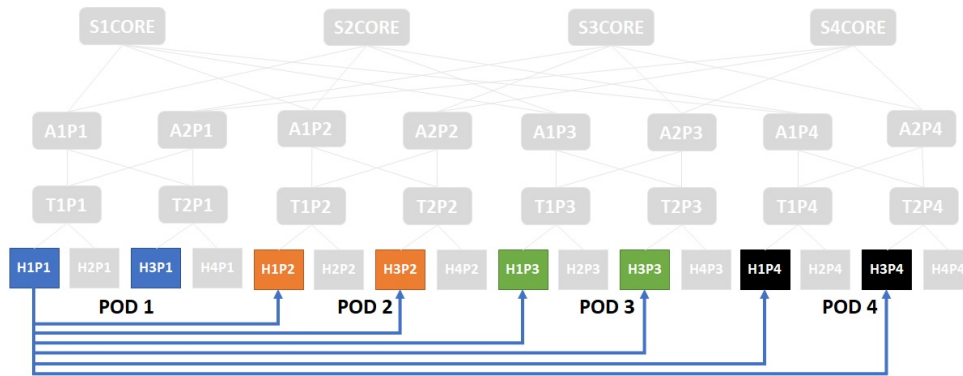 S1CORE S2CORE S3CORE S4CORE
A1P1 A2P1 A1P2 A2P2 A1P3 A2P3 A1P4 A2P4
T1P1 T2P1 T1P2 T2P2 T1P3 T2P3 T1P4 T2P4
H1P1 H2P1 H3P1 H4P1 H1P2 H2P2 H3P2 H4P2 H1P3 H2P3 H3P3 H4P3 H1P4 H2P4 H3P4 H4P4
POD 1 POD 2 POD 3 POD 4